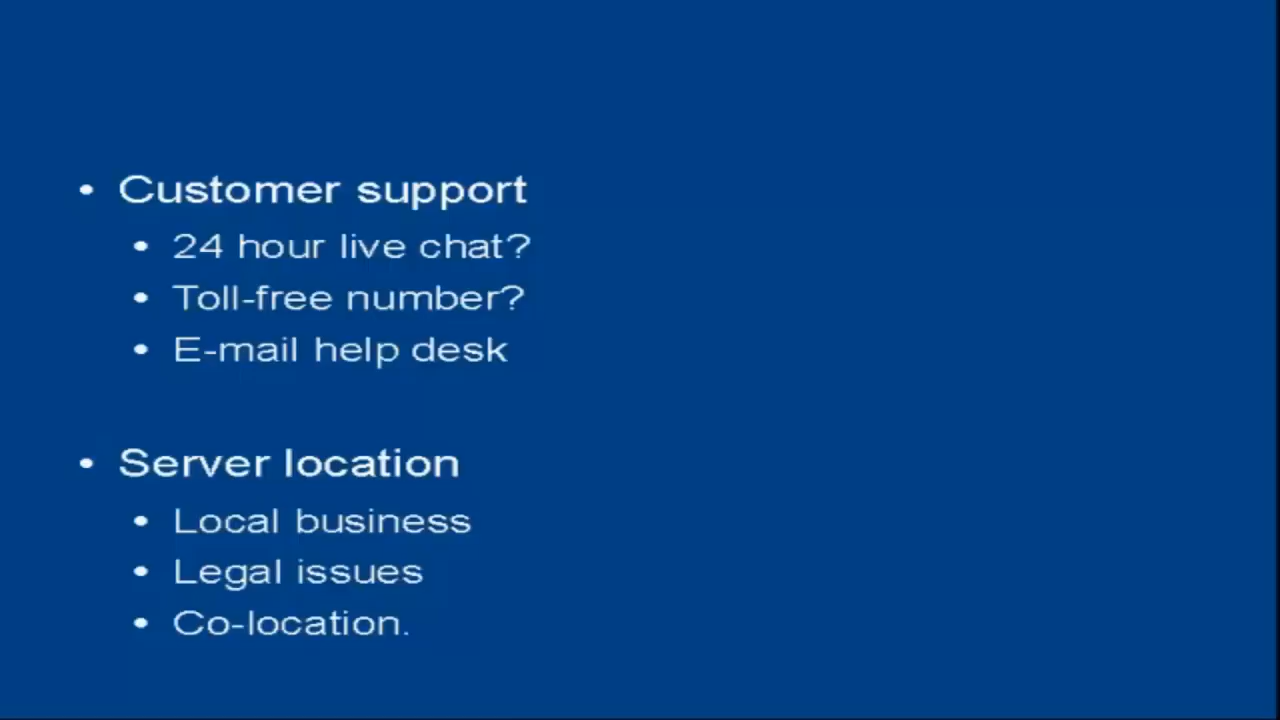 • Customer support
• 24 hour live chat?
• Toll-free number?
• E-mail help desk
• Server location
• Local business
• Legal issues
• Co-location.